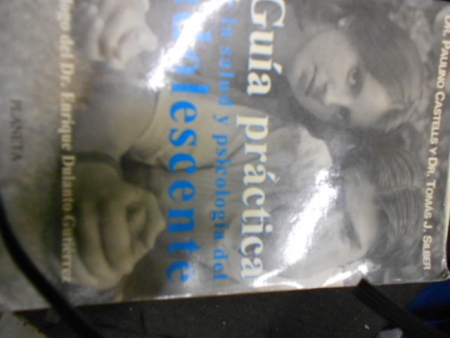 DR. PAULINO CASTELLS Y DR. TOMÁS J. SILBER
Guía práctica
la salud y psicología del
adolescente
Prólogo del Dr. Enrique Dulanto Gutiérrez
PLANETA